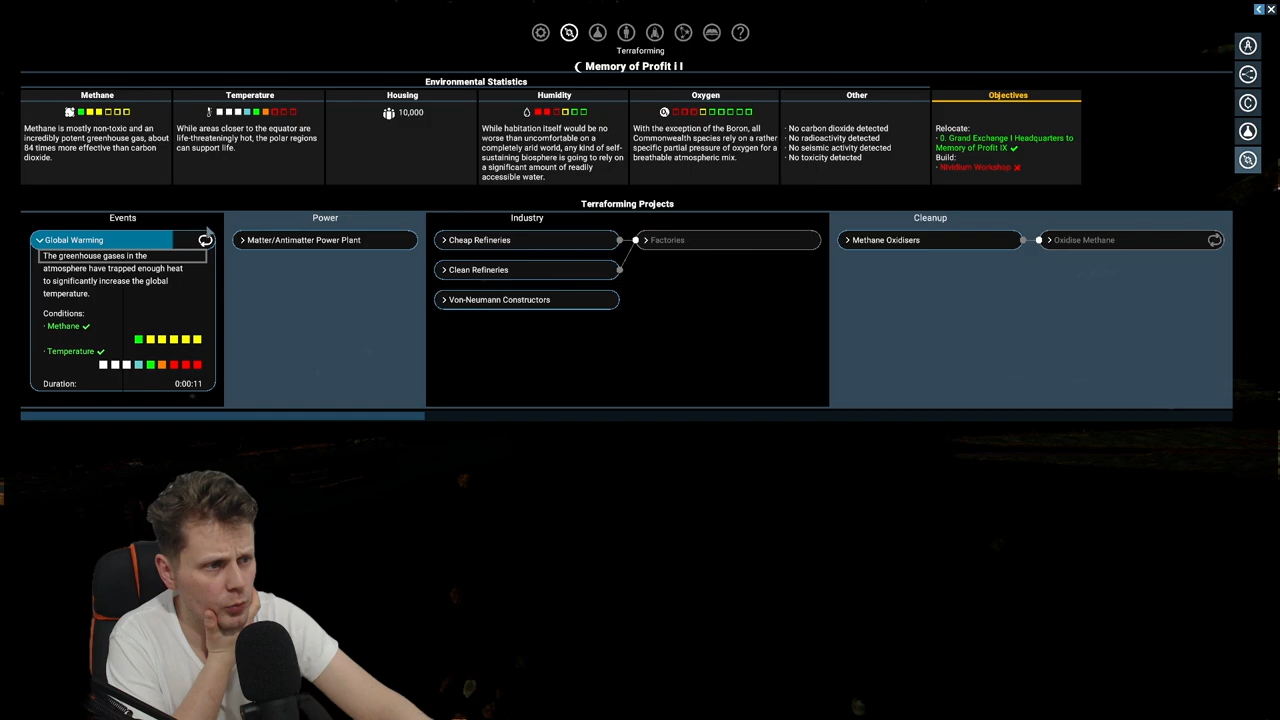 Terraforming
Memory of Profit i I
Environmental Statistics
Methane
Temperature
Housing
Humidity
Oxygen
Other
Objectives
10,000
Methane is mostly non-toxic and an
incredibly potent greenhouse gas, about
84 times more effective than carbon
dioxide.
While areas closer to the equator are
life-threateningly hot, the polar regions
can support life.
While habitation itself would be no
worse than uncomfortable on a
completely arid world, any kind of self-
sustaining biosphere is going to rely on
a significant amount of readily
accessible water.
With the exception of the Boron, all
Commonwealth species rely on a rather
specific partial pressure of oxygen for a
breathable atmospheric mix.
· No carbon dioxide detected
· No radioactivity detected
· No seismic activity detected
· No toxicity detected
Relocate:
· 0. Grand Exchange I Headquarters to
Memory of Profit IX
Build:
· Nividium Workshop
Terraforming Projects
Events
Power
Industry
Cleanup
Global Warming
The greenhouse gases in the
atmosphere have trapped enough heat
to significantly increase the global
temperature.
Conditions:
· Methane
· Temperature
Duration: 0:00:11
Matter/Antimatter Power Plant
Cheap Refineries
Clean Refineries
Von-Neumann Constructors
Factories
Methane Oxidisers
Oxidise Methane